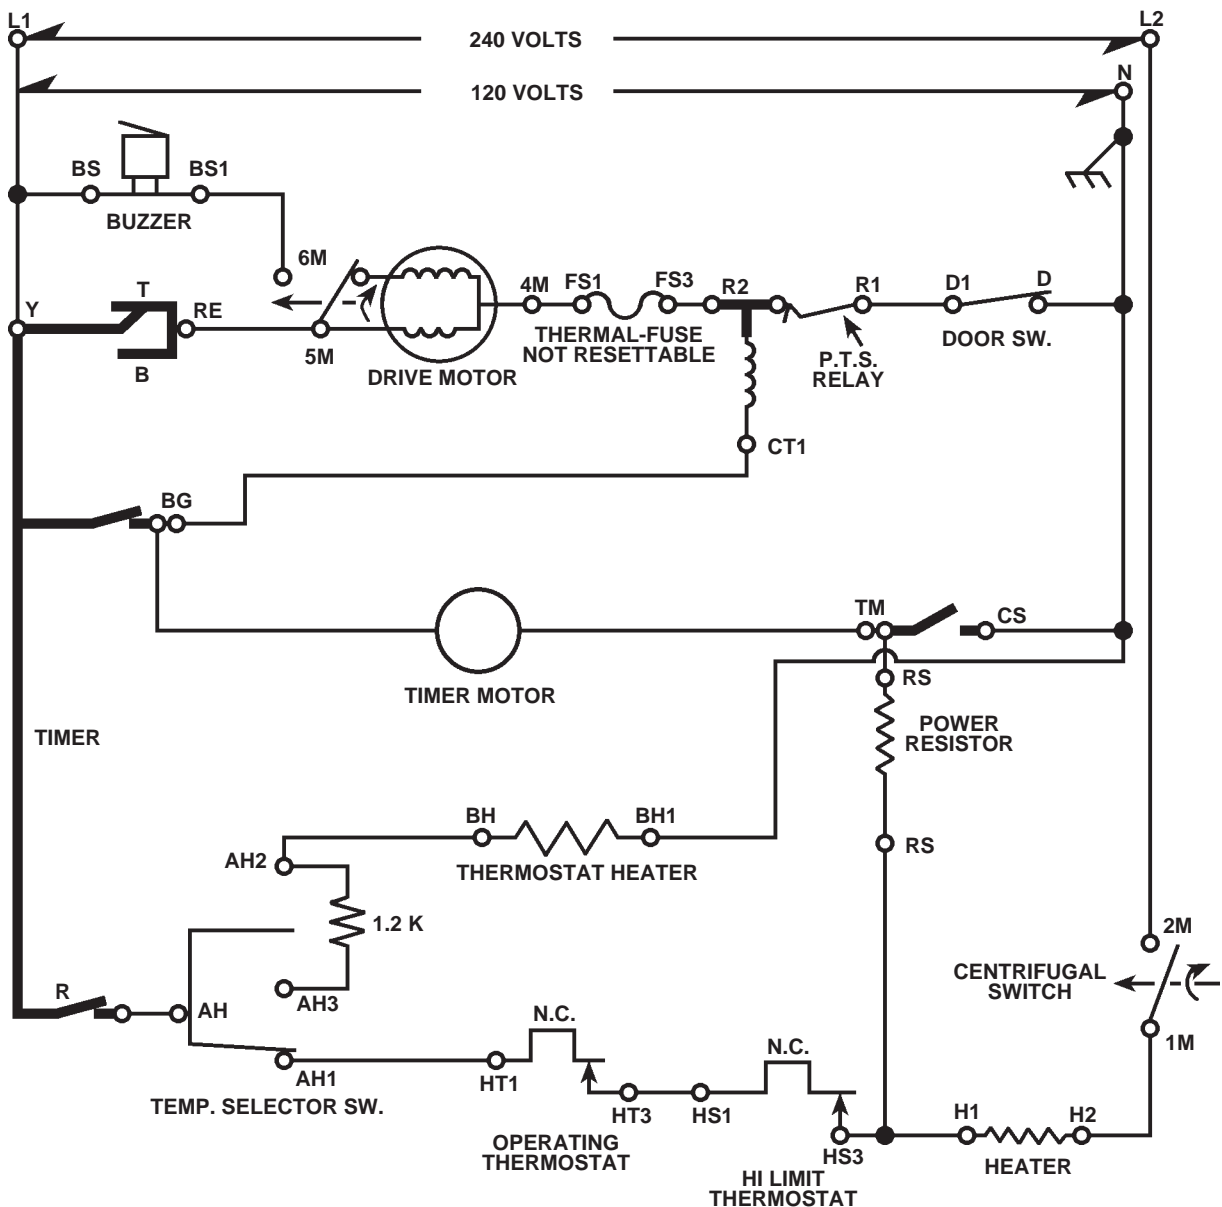 L1
L2
240 VOLTS
N
120 VOLTS
BS
BS1
BUZZER
6M
Y
T
RE
B
5M
DRIVE MOTOR
4M
FS1
FS3
THERMAL-FUSE
NOT RESETTABLE
R2
R1
P.T.S.
RELAY
D1
D
DOOR SW.
CT1
BG
TM
CS
TIMER MOTOR
RS
POWER
RESISTOR
TIMER
BH
BH1
THERMOSTAT HEATER
RS
AH2
1.2 K
AH3
R
AH
AH1
TEMP. SELECTOR SW.
N.C.
HT1
HT3
OPERATING
THERMOSTAT
HS1
N.C.
HS3
HI LIMIT
THERMOSTAT
H1
H2
HEATER
2M
CENTRIFUGAL
SWITCH
1M